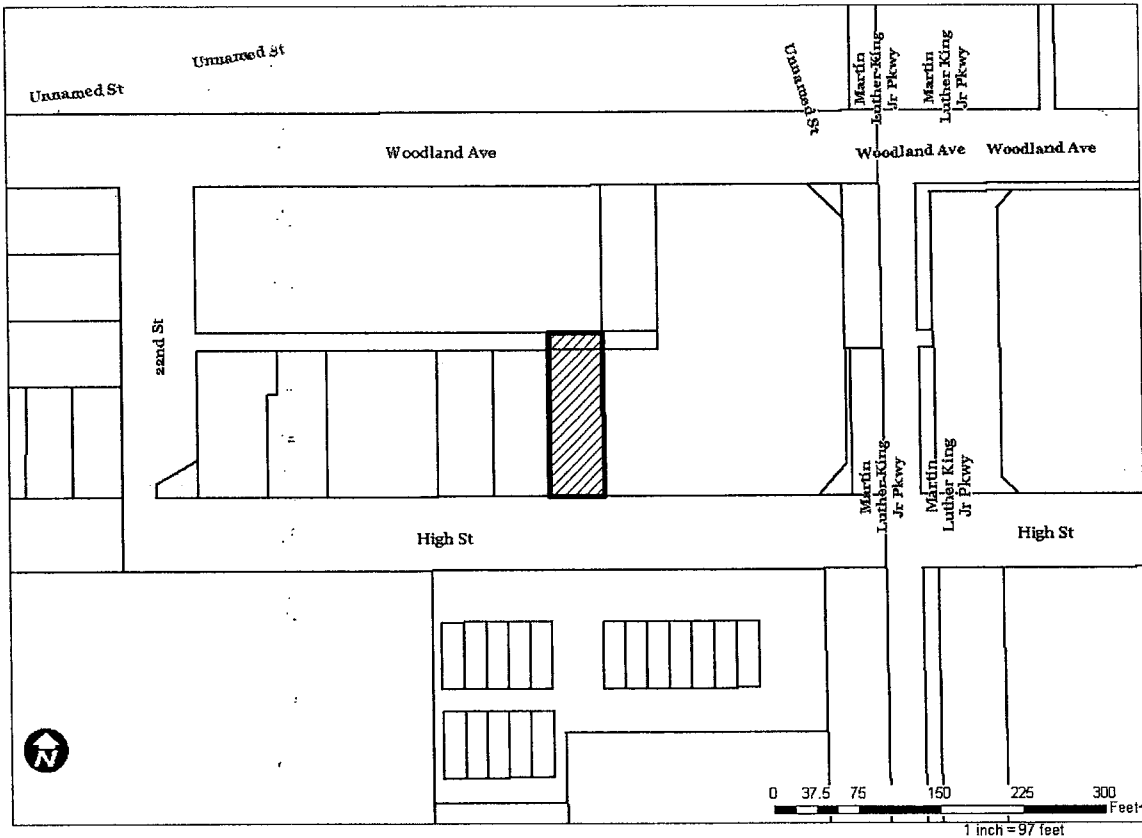 Unnamed St
Unnamed St
Unnamed St
Martin
Luther King
Jr Pkwy
Martin
Luther King
Jr Pkwy
Woodland Ave
Woodland Ave
Woodland Ave
22nd St
Martin
Luther King
Jr Pkwy
Martin
Luther King
Jr Pkwy
High St
High St
N
0 37.5 75 150 225 300
Feet
1 inch = 97 feet